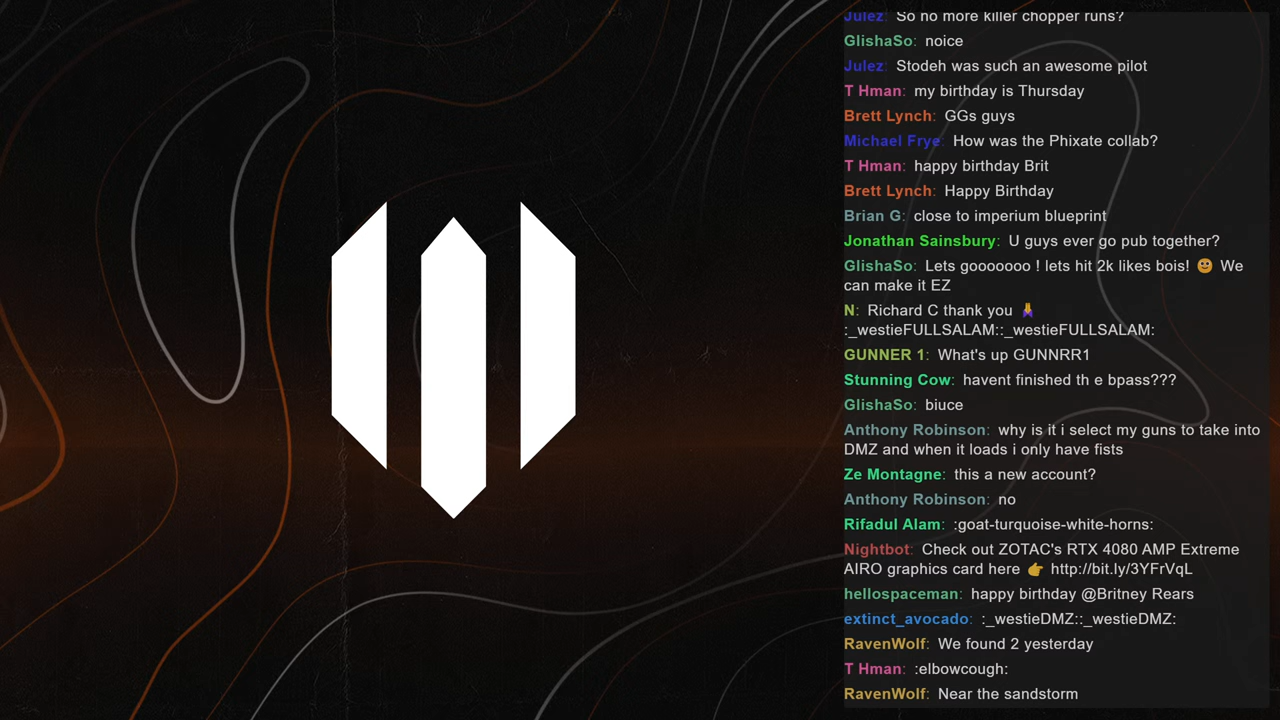 Julez: So no more killer chopper runs?
GlishaSo: noice
Julez: Stodeh was such an awesome pilot
T Hman: my birthday is Thursday
Brett Lynch: GGs guys
Michael Frye: How was the Phixate collab?
T Hman: happy birthday Brit
Brett Lynch: Happy Birthday
Brian G: close to imperium blueprint
Jonathan Sainsbury: U guys ever go pub together?
GlishaSo: Lets gooooooo ! lets hit 2k likes bois! 🙂 We
can make it EZ
N: Richard C thank you
:_westieFULLSALAM::_westieFULLSALAM:
GUNNER 1: What's up GUNNRR1
Stunning Cow: havent finished th e bpass???
GlishaSo: biuce
Anthony Robinson: why is it i select my guns to take into
DMZ and when it loads i only have fists
Ze Montagne: this a new account?
Anthony Robinson: no
Rifadul Alam: :goat-turquoise-white-horns:
Nightbot: Check out ZOTAC's RTX 4080 AMP Extreme
AIRO graphics card here 👉 http://bit.ly/3YFrVqL
hellospaceman: happy birthday @Britney Rears
extinct_avocado: :_westieDMZ::_westieDMZ:
RavenWolf: We found 2 yesterday
T Hman: :elbowcough:
RavenWolf: Near the sandstorm